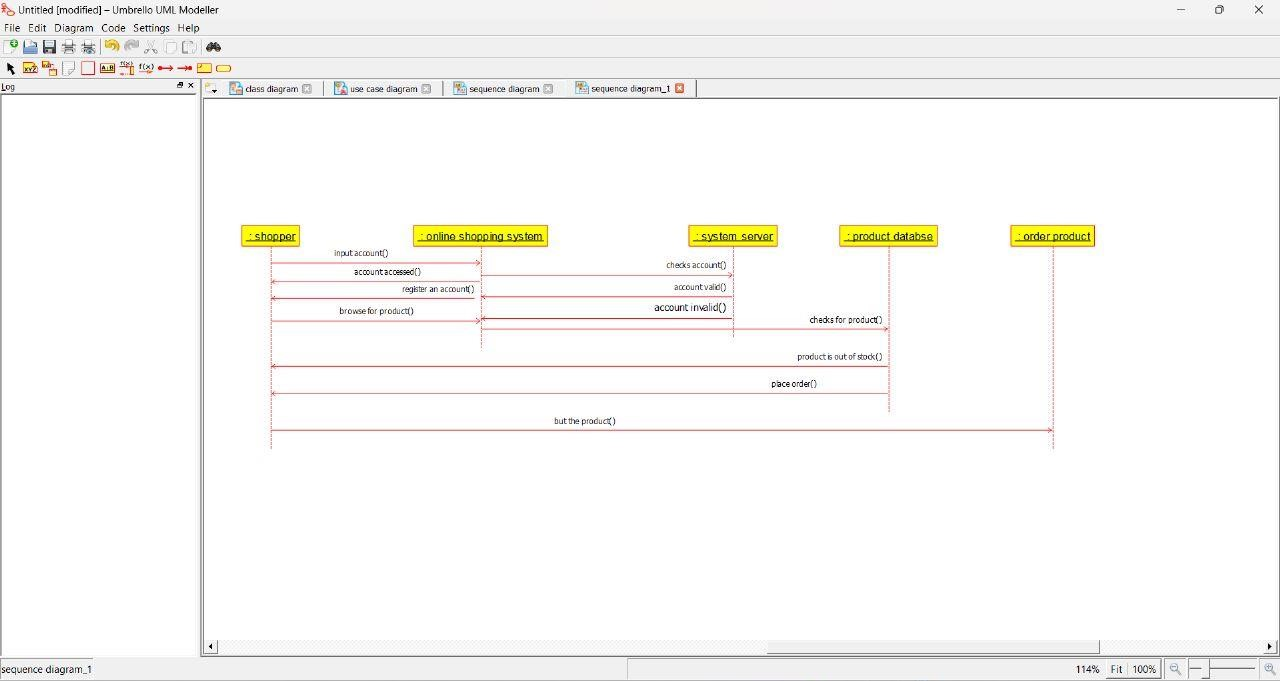 Untitled [modified] – Umbrello UML Modeller
File Edit Diagram Code Settings Help
Log
class diagram
use case diagram
sequence diagram
sequence diagram_1
: shopper
: online shopping system
: system server
: product databse
: order product
input account()
checks account()
account accessed()
account valid()
register an account()
account invalid()
browse for product()
checks for product()
product is out of stock()
place order()
but the product()
sequence diagram_1
114% Fit 100%